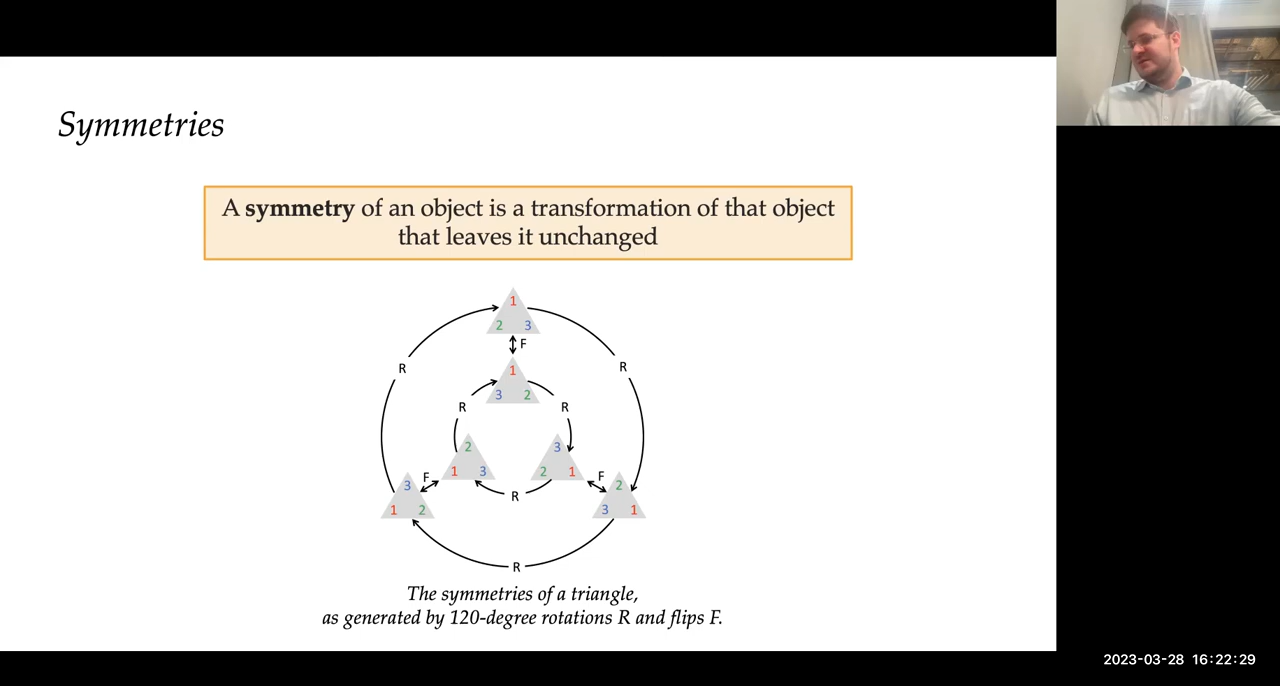 Symmetries
A symmetry of an object is a transformation of that object
that leaves it unchanged
1
2 3
F
R
R
1
3 2
R
R
2
1 3
3
2 1
F
F
3
1 2
2
3 1
R
R
The symmetries of a triangle,
as generated by 120-degree rotations R and flips F.
2023-03-28 16:22:29